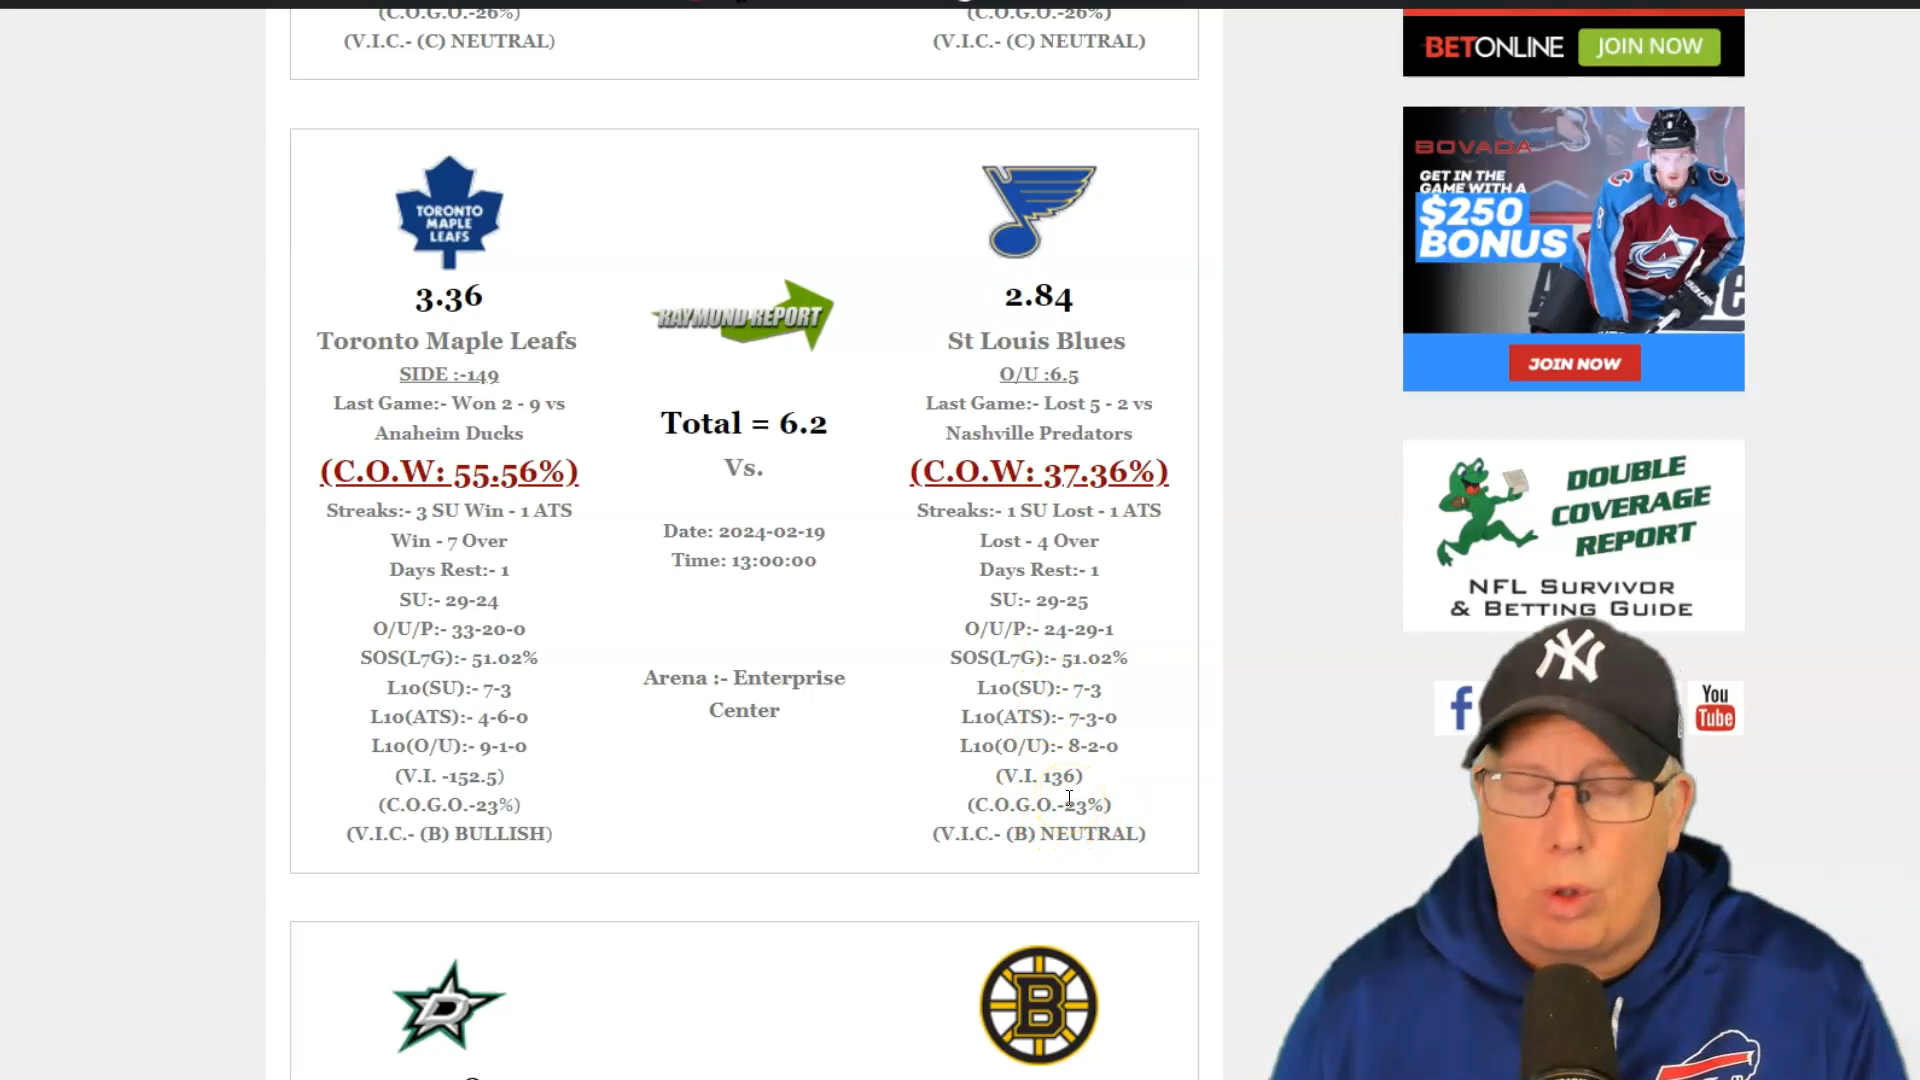 (C.O.G.O.-26%)
(V.I.C.- (C) NEUTRAL)
(C.O.G.O.-26%)
(V.I.C.- (C) NEUTRAL)
TORONTO
MAPLE
LEAFS
3.36
Toronto Maple Leafs
SIDE :-149
Last Game:- Won 2 - 9 vs
Anaheim Ducks
(C.O.W: 55.56%)
Streaks:- 3 SU Win - 1 ATS
Win - 7 Over
Days Rest:- 1
SU:- 29-24
O/U/P:- 33-20-0
SOS(L7G):- 51.02%
L10(SU):- 7-3
L10(ATS):- 4-6-0
L10(O/U):- 9-1-0
(V.I. -152.5)
(C.O.G.O.-23%)
(V.I.C.- (B) BULLISH)
RAYMOND REPORT
Total = 6.2
Vs.
Date: 2024-02-19
Time: 13:00:00
Arena :- Enterprise
Center
2.84
St Louis Blues
O/U :6.5
Last Game:- Lost 5 - 2 vs
Nashville Predators
(C.O.W: 37.36%)
Streaks:- 1 SU Lost - 1 ATS
Lost - 4 Over
Days Rest:- 1
SU:- 29-25
O/U/P:- 24-29-1
SOS(L7G):- 51.02%
L10(SU):- 7-3
L10(ATS):- 7-3-0
L10(O/U):- 8-2-0
(V.I. 136)
(C.O.G.O.-23%)
(V.I.C.- (B) NEUTRAL)
D
B
BETONLINE
JOIN NOW
BOVADA
GET IN THE
GAME WITH A
$250
BONUS
JOIN NOW
DOUBLE
COVERAGE
REPORT
NFL SURVIVOR
& BETTING GUIDE
f
You
Tube
NY